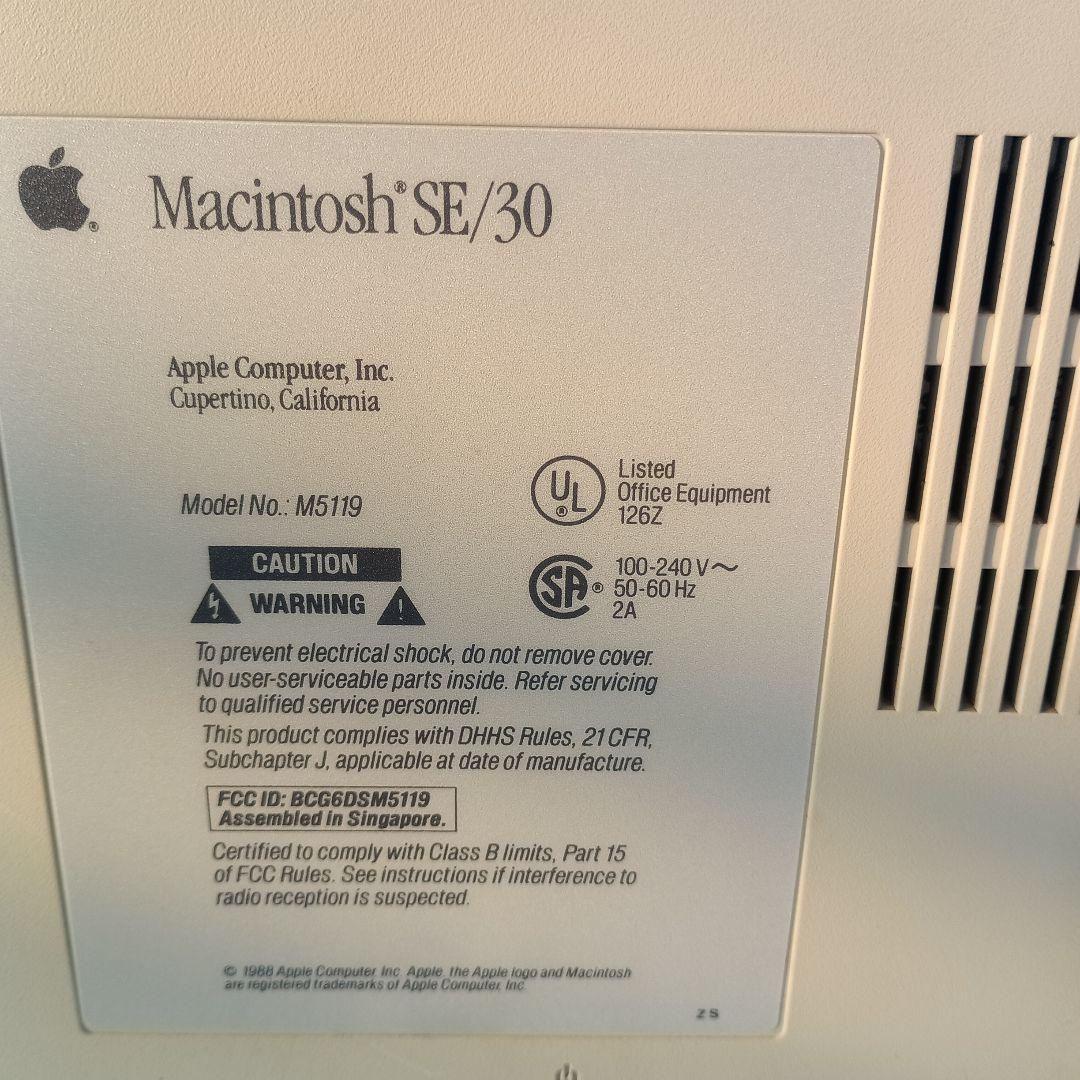 Macintosh® SE/30
Apple Computer, Inc.
Cupertino, California
Model No.: M5119
UL® Listed
Office Equipment
126Z
CAUTION
WARNING
SA® 100-240 V~
50-60 Hz
2A
To prevent electrical shock, do not remove cover.
No user-serviceable parts inside. Refer servicing
to qualified service personnel.
This product complies with DHHS Rules, 21 CFR,
Subchapter J, applicable at date of manufacture.
FCC ID: BCG6DSM5119
Assembled in Singapore.
Certified to comply with Class B limits, Part 15
of FCC Rules. See instructions if interference to
radio reception is suspected.
© 1988 Apple Computer, Inc. Apple, the Apple logo and Macintosh
are registered trademarks of Apple Computer, Inc.
ZS